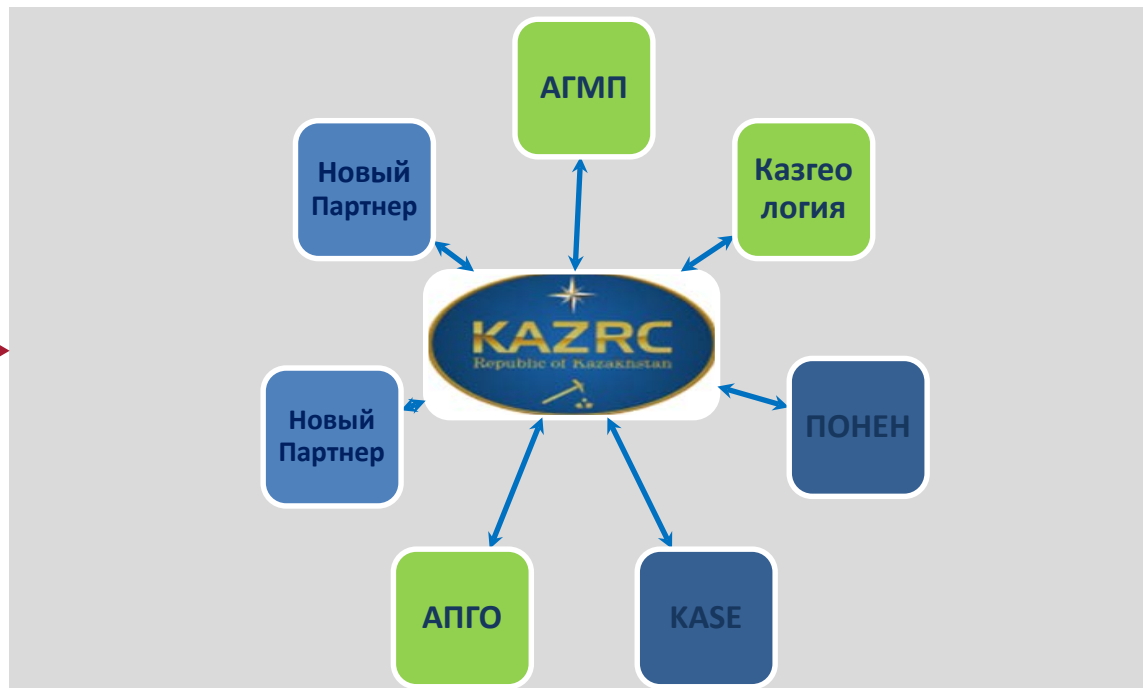 АГМП
Новый
Партнер
Казгео
логия
KAZRC
Republic of Kazakhstan
Новый
Партнер
ПОНЕН
АПГО
KASE